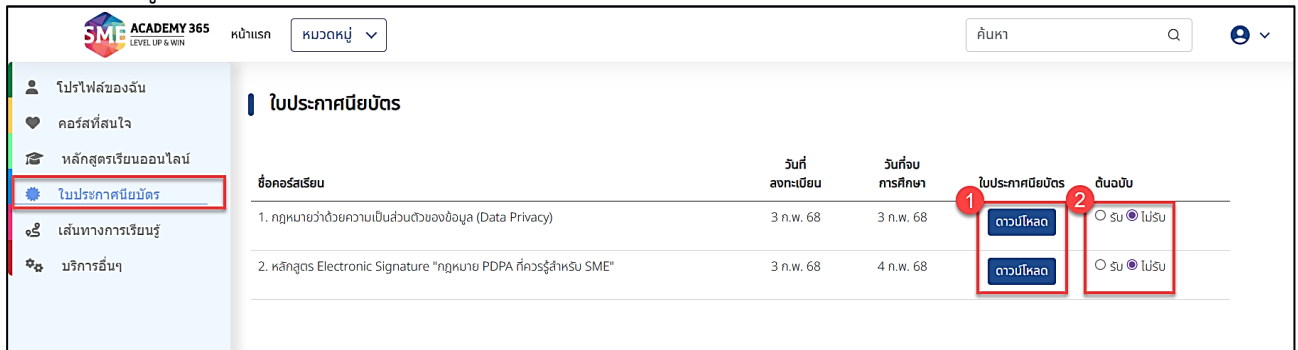 SME ACADEMY 365
LEVEL UP & WIN
หน้าแรก
หมวดหมู่
ค้นหา
โปรไฟล์ของฉัน
คอร์สที่สนใจ
หลักสูตรเรียนออนไลน์
ใบประกาศนียบัตร
เส้นทางการเรียนรู้
บริการอื่นๆ
ใบประกาศนียบัตร
ชื่อคอร์สเรียน
วันที่
ลงทะเบียน
วันที่จบ
การศึกษา
ใบประกาศนียบัตร
ต้นฉบับ
1
2
1. กฎหมายว่าด้วยความเป็นส่วนตัวของข้อมูล (Data Privacy) 3 ก.พ. 68 3 ก.พ. 68 ดาวน์โหลด รับ ไม่รับ
2. หลักสูตร Electronic Signature "กฎหมาย PDPA ที่ควรรู้สำหรับ SME" 3 ก.พ. 68 4 ก.พ. 68 ดาวน์โหลด รับ ไม่รับ